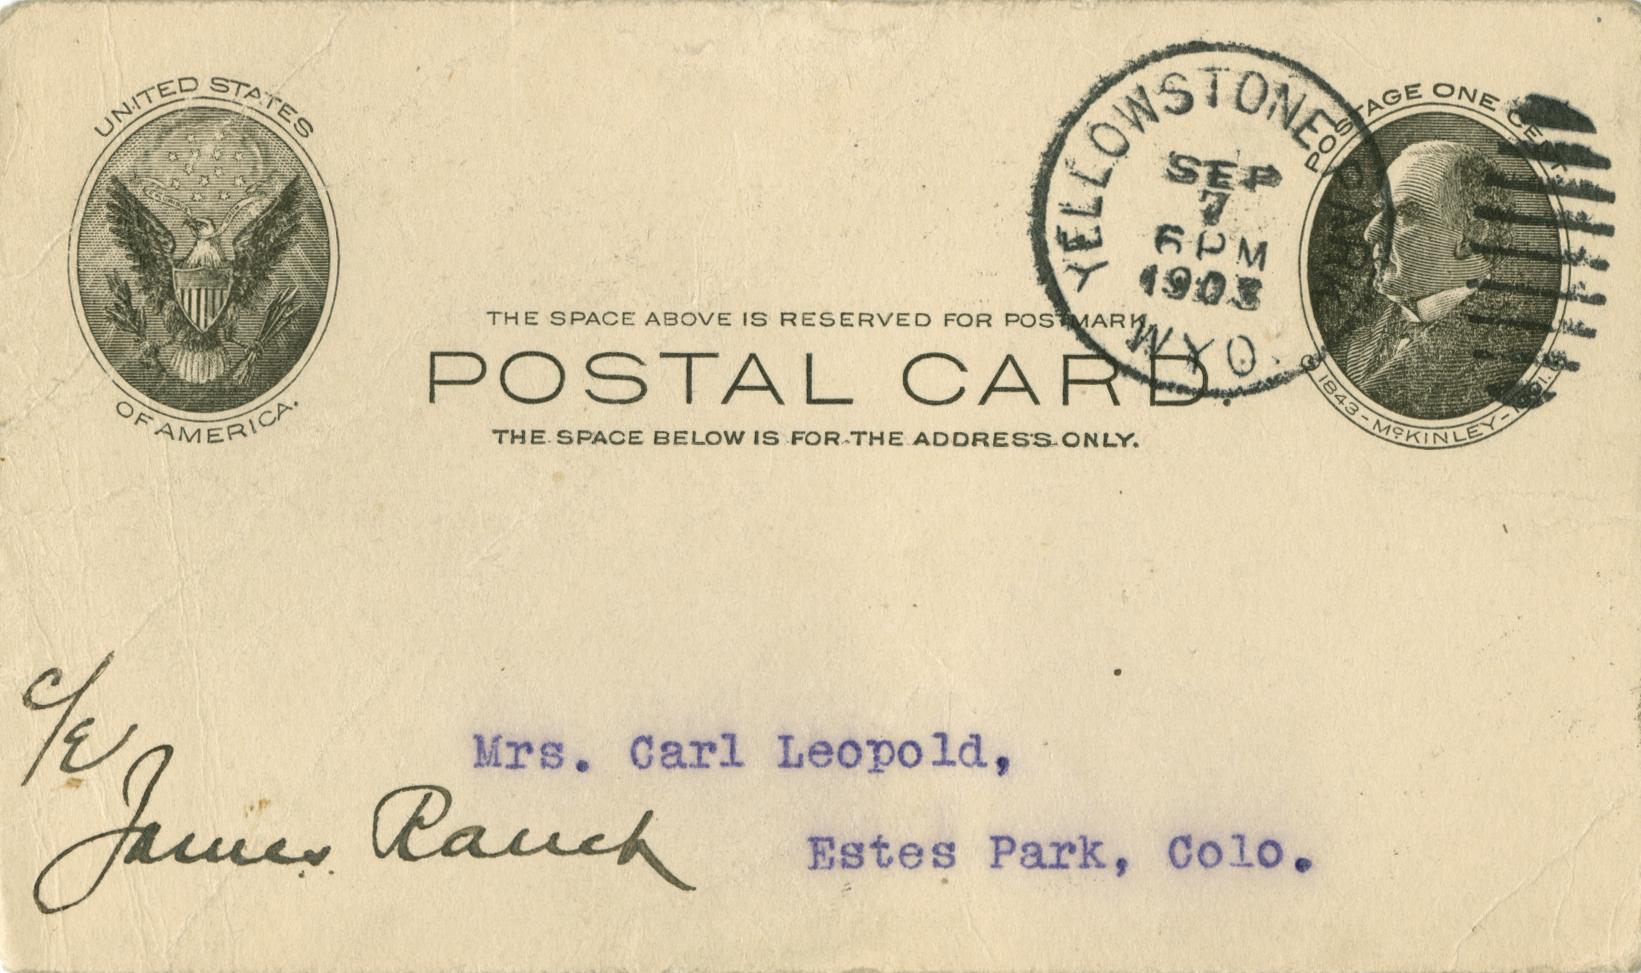 UNITED STATES
OF AMERICA.
YELLOWSTONE PARK
SEP
7
6 PM
1903
WYO.
POSTAGE ONE CENT.
1843-McKINLEY-1901.
THE SPACE ABOVE IS RESERVED FOR POSTMARK.
POSTAL CARD.
THE SPACE BELOW IS FOR THE ADDRESS ONLY.
c/e
James Ranch
Mrs. Carl Leopold,
Estes Park, Colo.